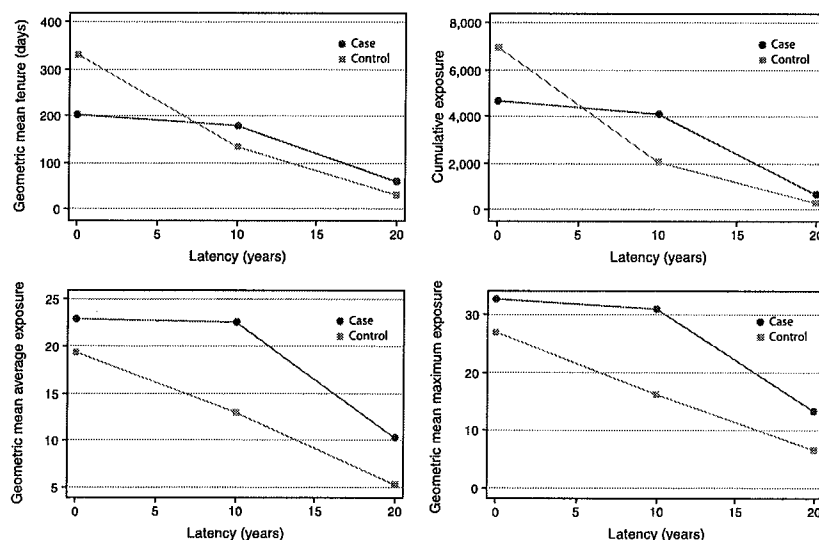 Geometric mean tenure (days)
400
300
200
100
0
Case
Control
0 5 10 15 20
Latency (years)
Cumulative exposure
8,000
6,000
4,000
2,000
0
Case
Control
0 5 10 15 20
Latency (years)
Geometric mean average exposure
25
20
15
10
5
Case
Control
0 5 10 15 20
Latency (years)
Geometric mean maximum exposure
30
20
10
0
Case
Control
0 5 10 15 20
Latency (years)